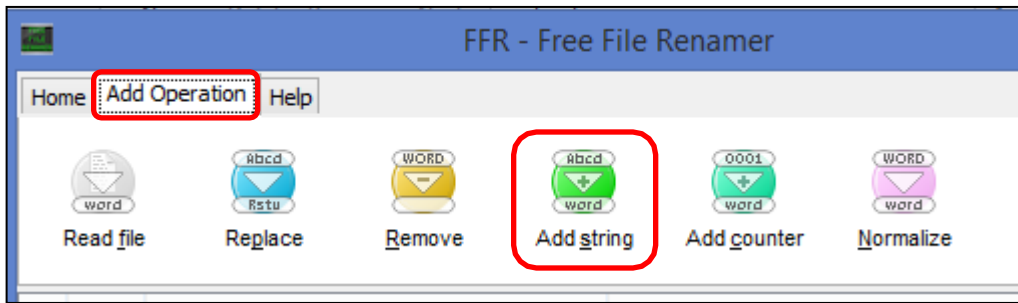 FFR - Free File Renamer
Home Add Operation Help
Abcd WORD Abcd 0001 WORD
word Rstu word word word
Read file Replace Remove Add string Add counter Normalize